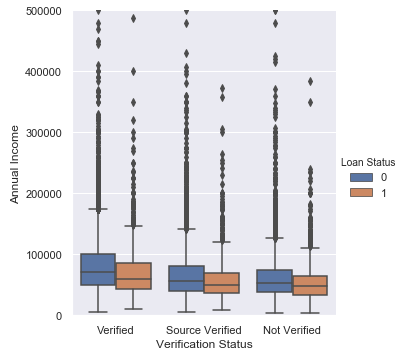 500000
400000
300000
200000
100000
0
Annual Income
Verified
Source Verified
Not Verified
Verification Status
Loan Status
0
1